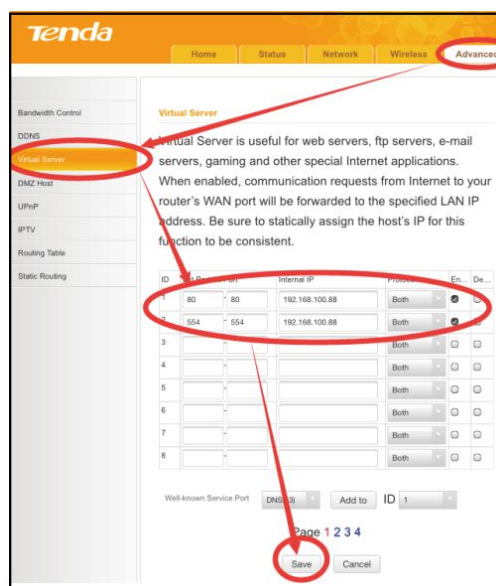 Tenda
Home Status Network Wireless Advanced
Bandwidth Control
DDNS
Virtual Server
DMZ Host
UPnP
IPTV
Routing Table
Static Routing
Virtual Server
Virtual Server is useful for web servers, ftp servers, e-mail
servers, gaming and other special Internet applications.
When enabled, communication requests from Internet to your
router's WAN port will be forwarded to the specified LAN IP
address. Be sure to statically assign the host's IP for this
function to be consistent.
ID Internal IP En... De...
1 80 - 80 192.168.100.88 Both
2 554 - 554 192.168.100.88 Both
3 - Both
4 - Both
5 - Both
6 - Both
7 - Both
8 - Both
Well-known Service Port Add to ID 1
Page 1 2 3 4
Save Cancel